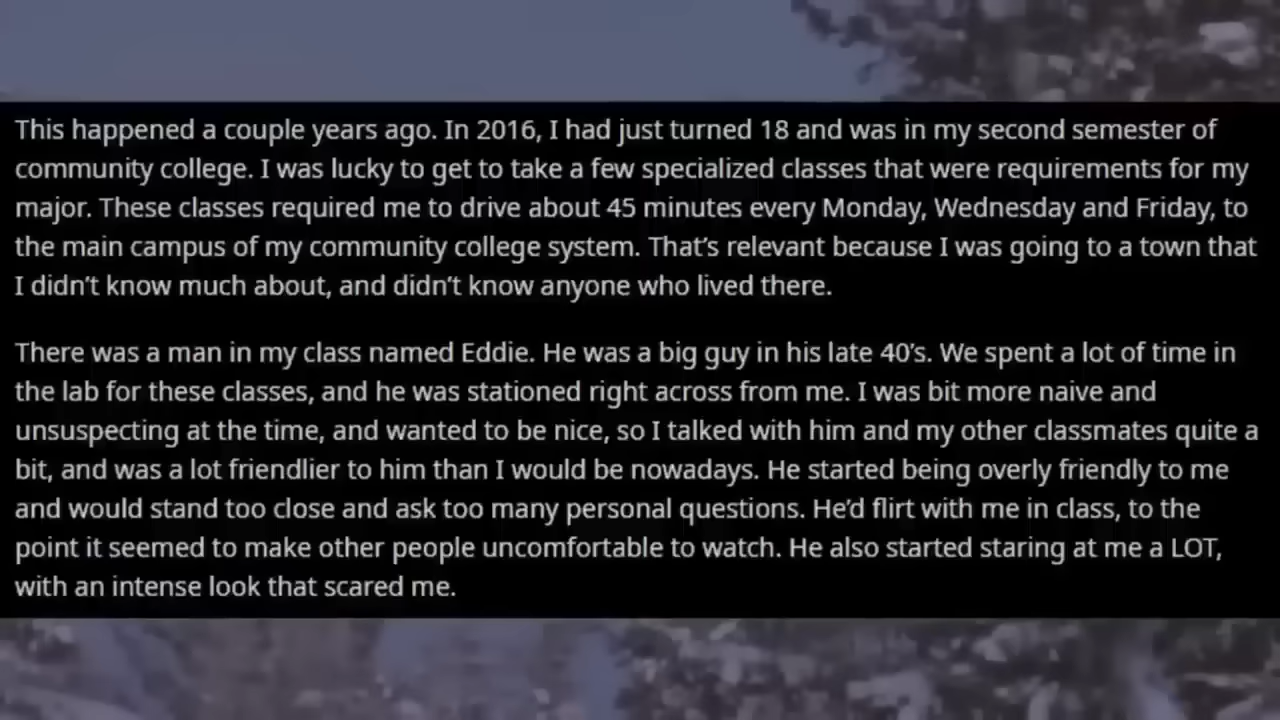 This happened a couple years ago. In 2016, I had just turned 18 and was in my second semester of
community college. I was lucky to get to take a few specialized classes that were requirements for my
major. These classes required me to drive about 45 minutes every Monday, Wednesday and Friday, to
the main campus of my community college system. That’s relevant because I was going to a town that
I didn’t know much about, and didn’t know anyone who lived there.
There was a man in my class named Eddie. He was a big guy in his late 40’s. We spent a lot of time in
the lab for these classes, and he was stationed right across from me. I was bit more naive and
unsuspecting at the time, and wanted to be nice, so I talked with him and my other classmates quite a
bit, and was a lot friendlier to him than I would be nowadays. He started being overly friendly to me
and would stand too close and ask too many personal questions. He’d flirt with me in class, to the
point it seemed to make other people uncomfortable to watch. He also started staring at me a LOT,
with an intense look that scared me.